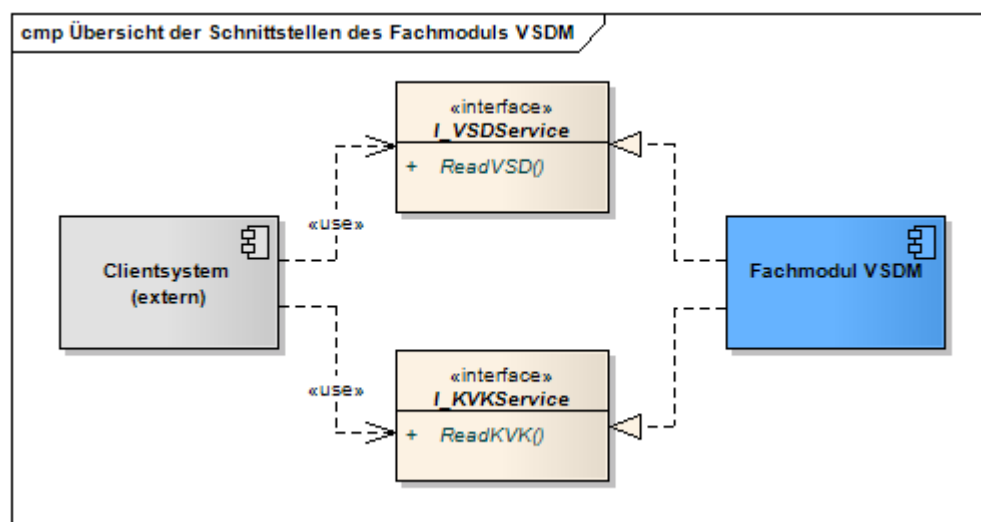 cmp Übersicht der Schnittstellen des Fachmoduls VSDM
«interface»
I_VSDService
+ ReadVSD()
«use»
Clientsystem
(extern)
Fachmodul VSDM
«use»
«interface»
I_KVKService
+ ReadKVK()